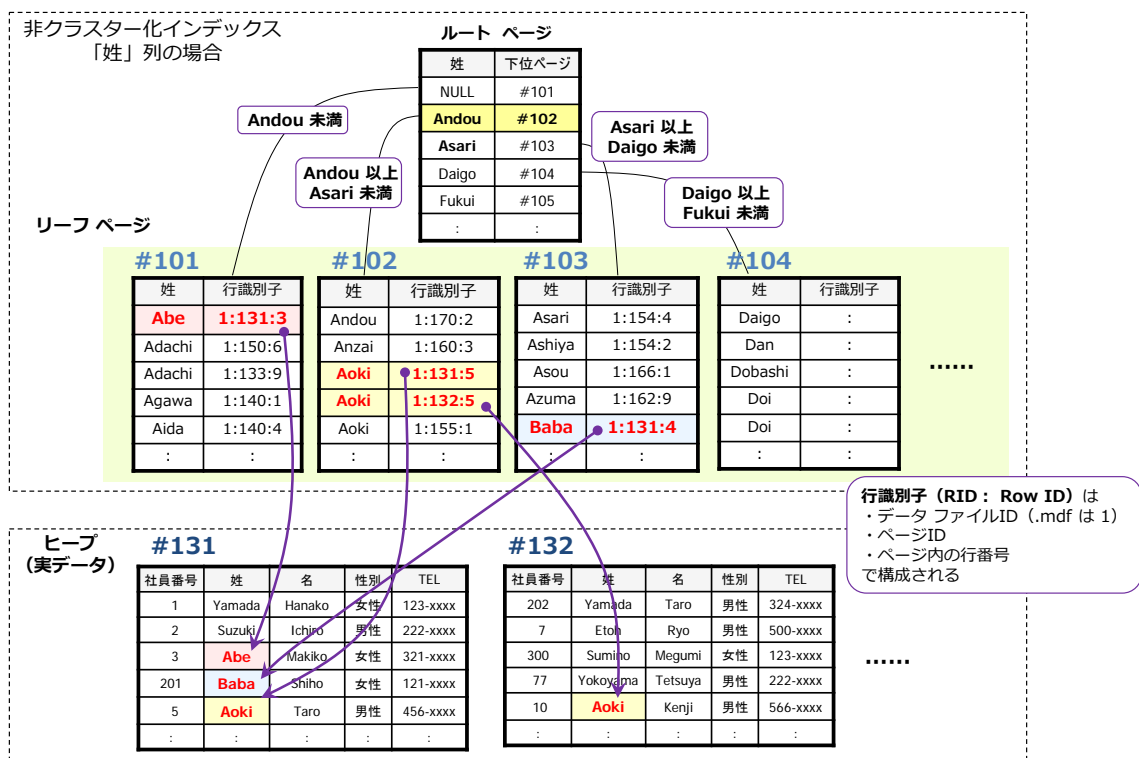 非クラスター化インデックス
「姓」列の場合
ルート ページ
姓 下位ページ
NULL #101
Andou #102
Asari #103
Daigo #104
Fukui #105
: :
Andou 未満
Andou 以上
Asari 未満
Asari 以上
Daigo 未満
Daigo 以上
Fukui 未満
リーフ ページ
#101
姓 行識別子
Abe 1:131:3
Adachi 1:150:6
Adachi 1:133:9
Agawa 1:140:1
Aida 1:140:4
: :
#102
姓 行識別子
Andou 1:170:2
Anzai 1:160:3
Aoki 1:131:5
Aoki 1:132:5
Aoki 1:155:1
: :
#103
姓 行識別子
Asari 1:154:4
Ashiya 1:154:2
Asou 1:166:1
Azuma 1:162:9
Baba 1:131:4
: :
#104
姓 行識別子
Daigo :
Dan :
Dobashi :
Doi :
Doi :
: :
……
行識別子（RID： Row ID）は
・データ ファイルID（.mdf は 1）
・ページID
・ページ内の行番号
で構成される
ヒープ
（実データ）
#131
社員番号 姓 名 性別 TEL
1 Yamada Hanako 女性 123-xxxx
2 Suzuki Ichiro 男性 222-xxxx
3 Abe Makiko 女性 321-xxxx
201 Baba Shiho 女性 121-xxxx
5 Aoki Taro 男性 456-xxxx
: : : : :
#132
社員番号 姓 名 性別 TEL
202 Yamada Taro 男性 324-xxxx
7 Etoh Ryo 男性 500-xxxx
300 Sumino Megumi 女性 123-xxxx
77 Yokoyama Tetsuya 男性 222-xxxx
10 Aoki Kenji 男性 566-xxxx
: : : : :
……